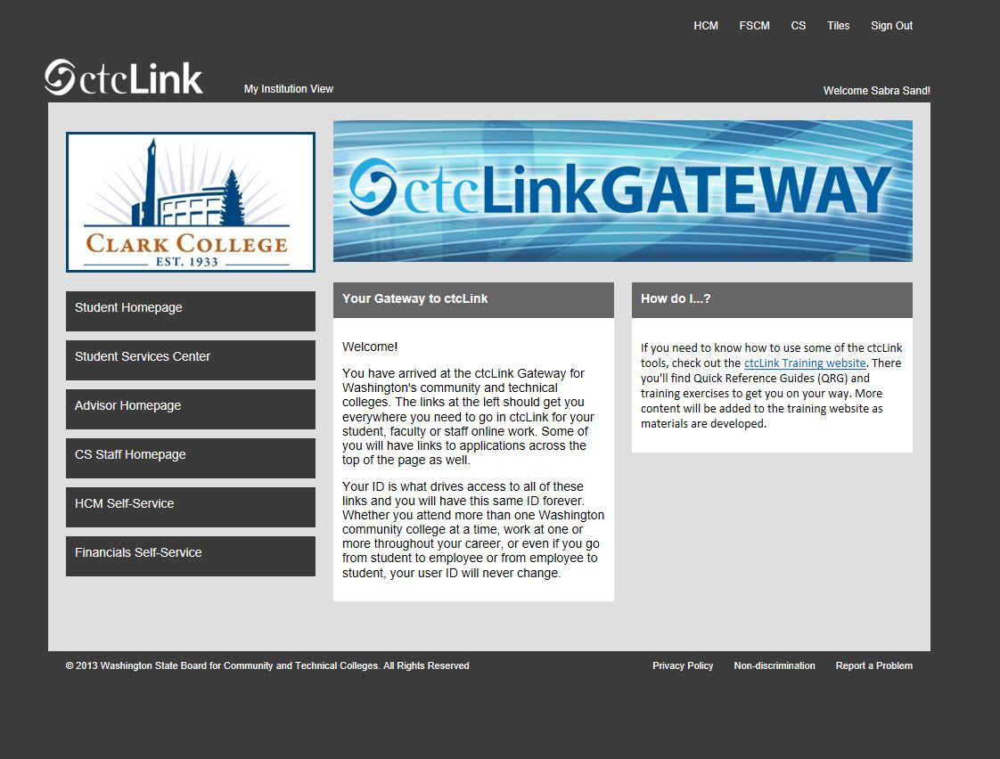 HCM FSCM CS Tiles Sign Out
ctcLink
My Institution View
Welcome Sabra Sand!
CLARK COLLEGE
EST. 1933
ctcLink GATEWAY
Student Homepage
Student Services Center
Advisor Homepage
CS Staff Homepage
HCM Self-Service
Financials Self-Service
Your Gateway to ctcLink
Welcome!
You have arrived at the ctcLink Gateway for
Washington's community and technical
colleges. The links at the left should get you
everywhere you need to go in ctcLink for your
student, faculty or staff online work. Some of
you will have links to applications across the
top of the page as well.
Your ID is what drives access to all of these
links and you will have this same ID forever.
Whether you attend more than one Washington
community college at a time, work at one or
more throughout your career, or even if you go
from student to employee or from employee to
student, your user ID will never change.
How do I...?
If you need to know how to use some of the ctcLink
tools, check out the ctcLink Training website. There
you'll find Quick Reference Guides (QRG) and
training exercises to get you on your way. More
content will be added to the training website as
materials are developed.
© 2013 Washington State Board for Community and Technical Colleges. All Rights Reserved
Privacy Policy Non-discrimination Report a Problem